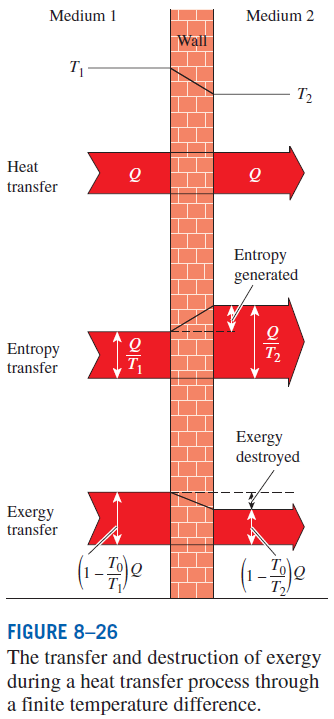 Medium 1
Medium 2
Wall
T1
T2
Heat
transfer
Q
Q
Entropy
generated
Entropy
transfer
Q/T1
Q/T2
Exergy
destroyed
Exergy
transfer
(1 – T0/T1)Q
(1 – T0/T2)Q
FIGURE 8–26
The transfer and destruction of exergy
during a heat transfer process through
a finite temperature difference.